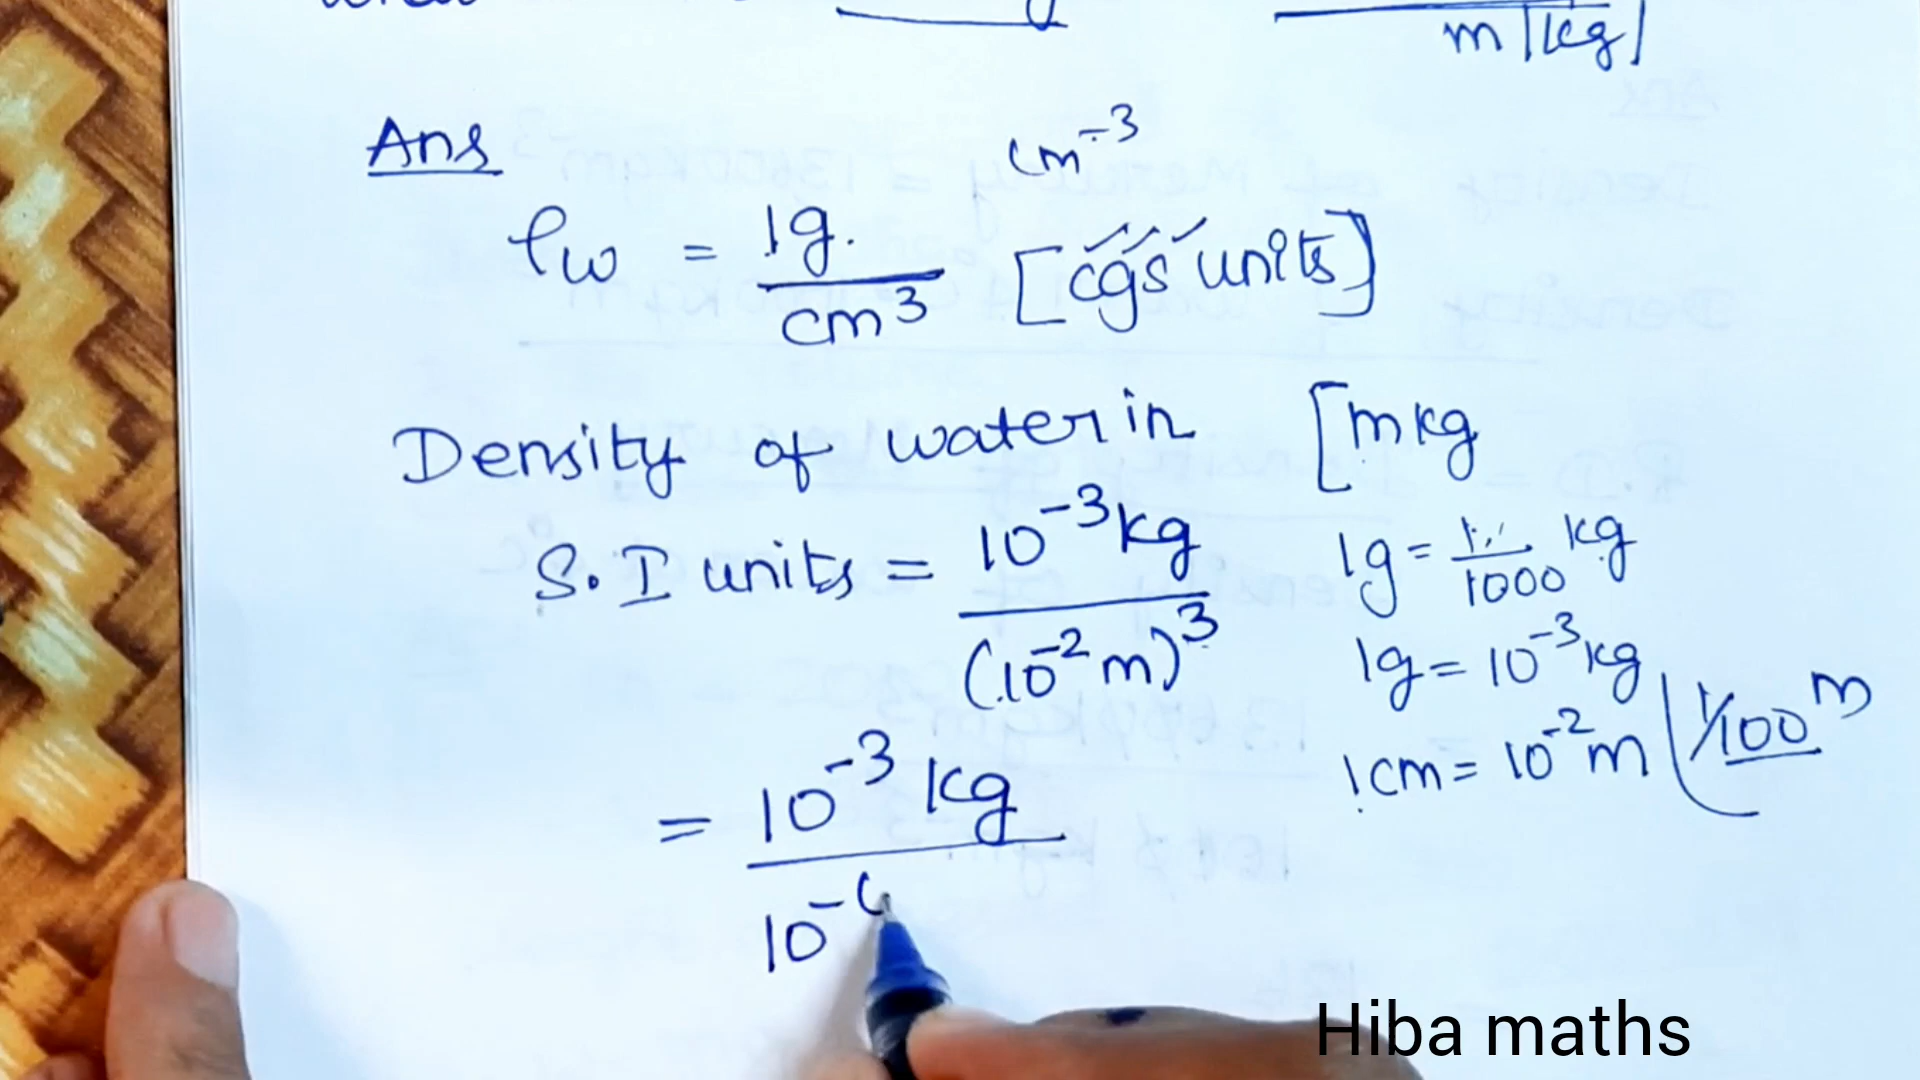 m [kg]
Ans
cm⁻³
ρw = 1g. / cm³ [cgs units]
Density of water in [mkg
S.I units = 10⁻³ kg / (10⁻² m)³
1g = 1 / 1000 kg
1g = 10⁻³ kg
1 cm = 10⁻² m (1/100 m
= 10⁻³ kg / 10⁻
Hiba maths